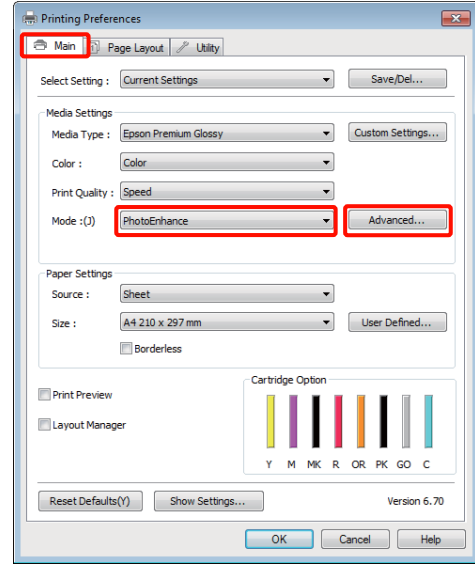 Printing Preferences
Main Page Layout Utility
Select Setting : Current Settings Save/Del...
Media Settings
Media Type : Epson Premium Glossy Custom Settings...
Color : Color
Print Quality : Speed
Mode :(J) PhotoEnhance Advanced...
Paper Settings
Source : Sheet
Size : A4 210 x 297 mm User Defined...
Borderless
Cartridge Option
Print Preview
Layout Manager
Y M MK R OR PK GO C
Reset Defaults(Y) Show Settings... Version 6.70
OK Cancel Help